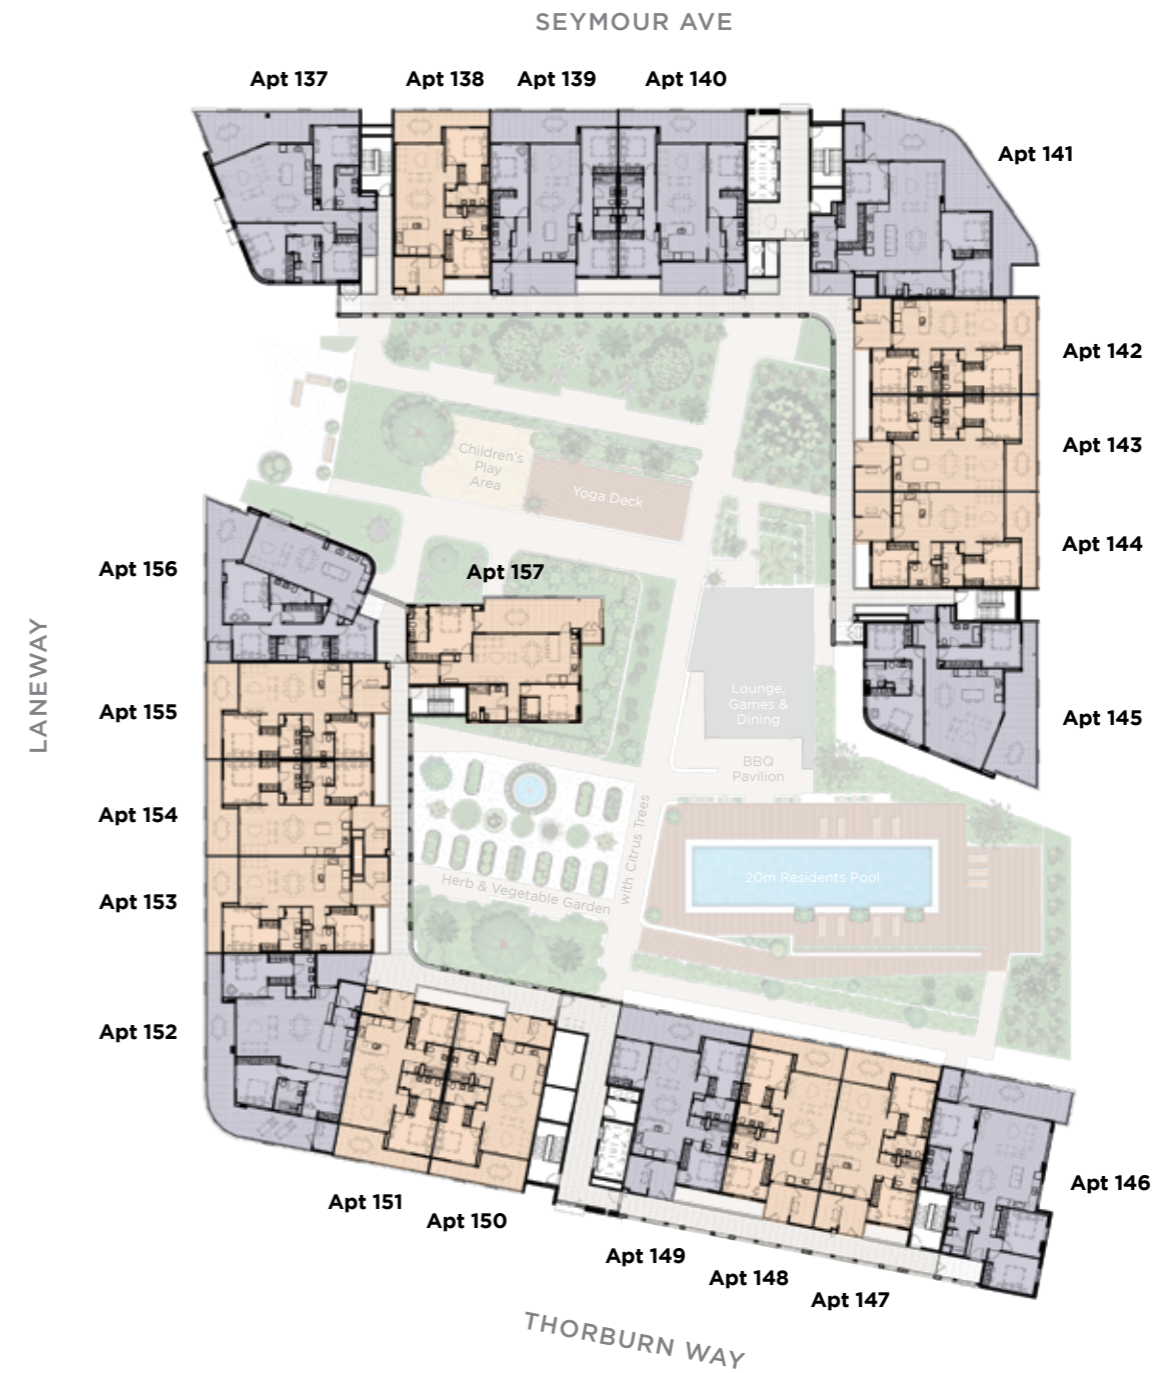 SEYMOUR AVE
Apt 137
Apt 138
Apt 139
Apt 140
Apt 141
Apt 142
Apt 143
Children's
Play
Area
Yoga Deck
Apt 144
Apt 156
Apt 157
LANEWAY
Apt 155
Lounge,
Games &
Dining
Apt 145
BBQ
Pavilion
Apt 154
with Citrus Trees
20m Residents Pool
Herb & Vegetable Garden
Apt 153
Apt 152
Apt 146
Apt 151
Apt 150
Apt 149
Apt 148
Apt 147
THORBURN WAY